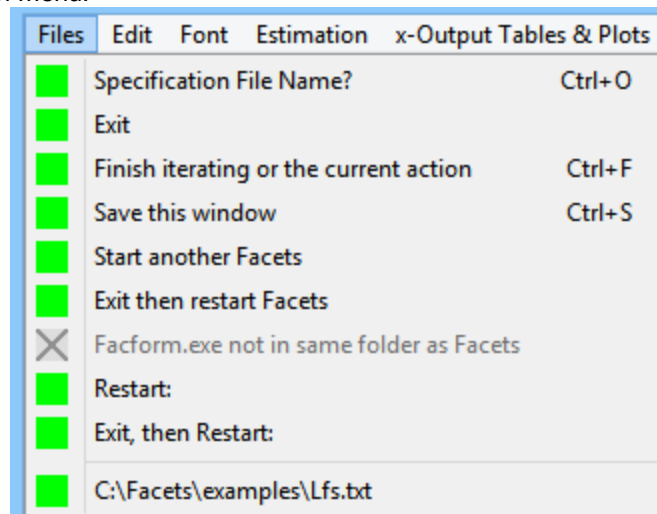 Files Edit Font Estimation x-Output Tables & Plots
Specification File Name? Ctrl+O
Exit
Finish iterating or the current action Ctrl+F
Save this window Ctrl+S
Start another Facets
Exit then restart Facets
Facform.exe not in same folder as Facets
Restart:
Exit, then Restart:
C:\Facets\examples\Lfs.txt